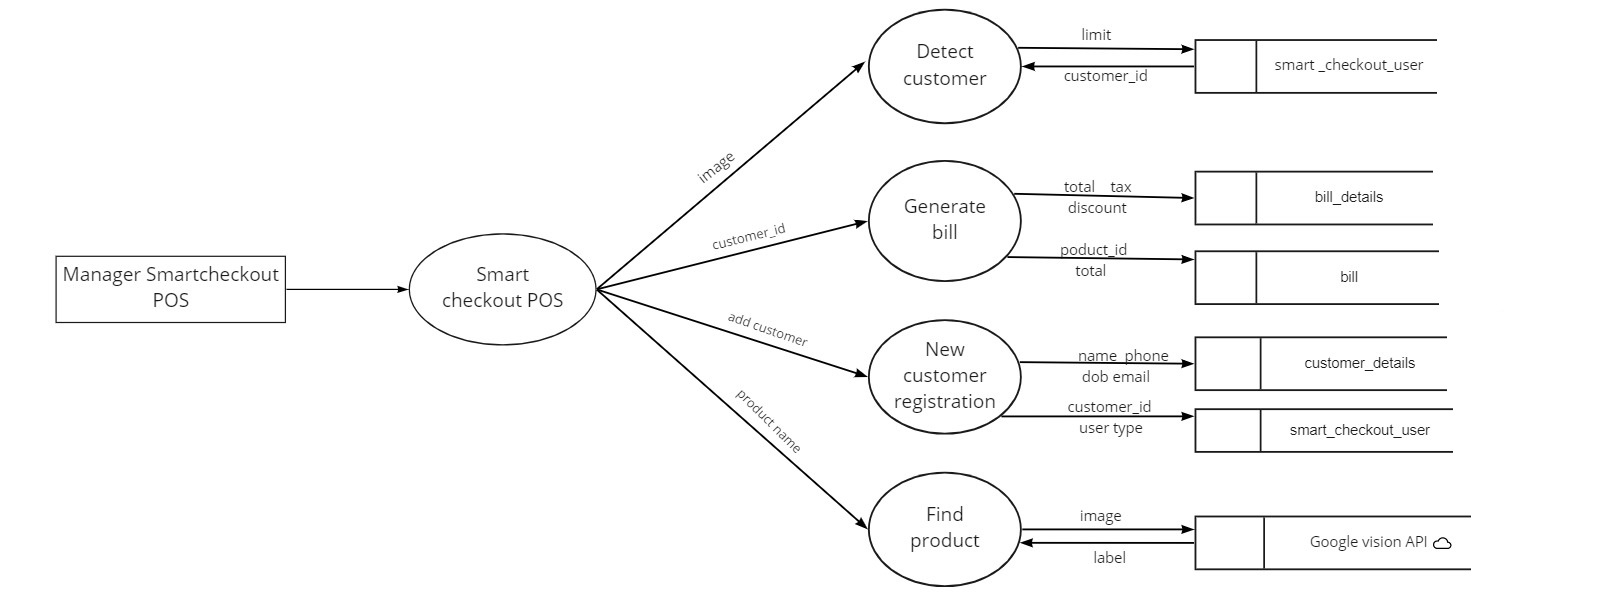 Manager Smartcheckout
POS
Smart
checkout POS
image
customer_id
add customer
product name
Detect
customer
limit
customer_id
smart _checkout_user
Generate
bill
total tax
discount
bill_details
poduct_id
total
bill
New
customer
registration
name phone
dob email
customer_details
customer_id
user type
smart_checkout_user
Find
product
image
label
Google vision API